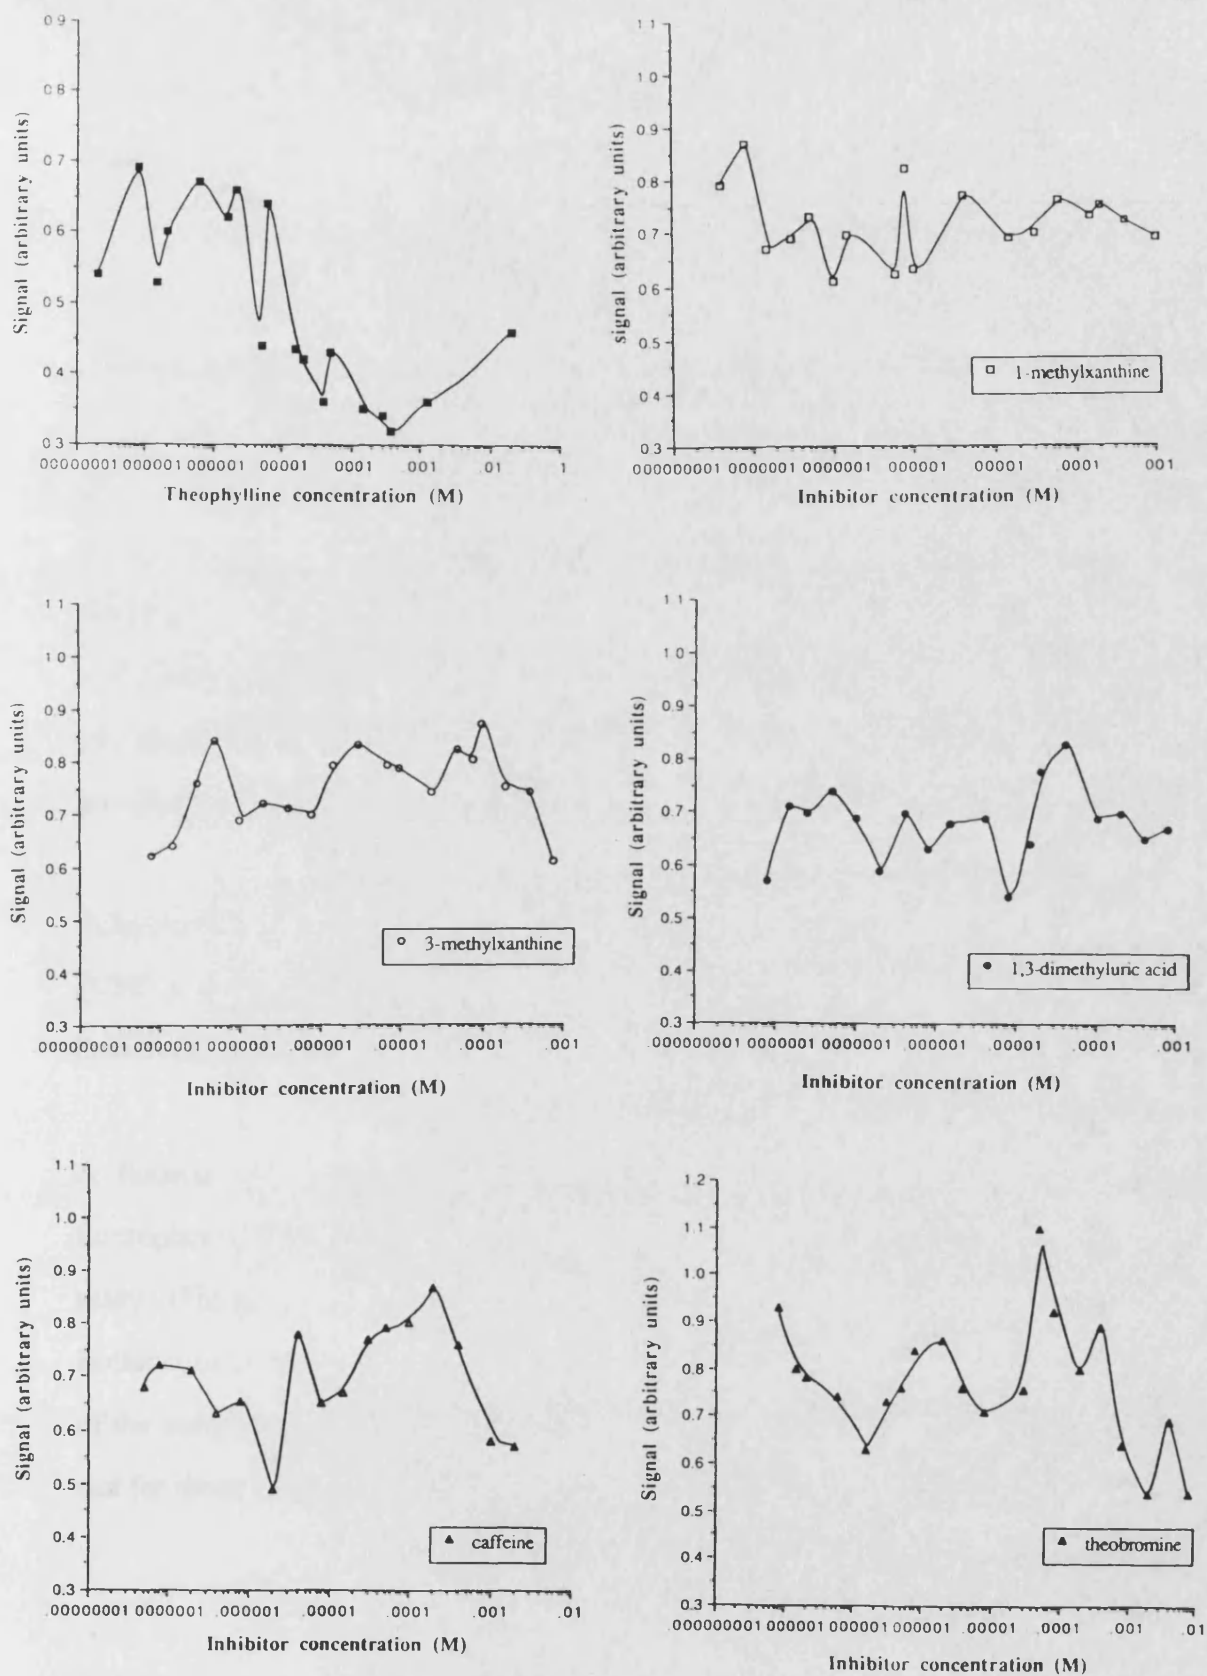 0.9
0.8
0.7
0.6
0.5
0.4
0.3
Signal (arbitrary units)
00000001 000001 000001 00001 0001 001 01 1
Theophylline concentration (M)
1.1
1.0
0.9
0.8
0.7
0.6
0.5
0.4
0.3
signal (arbitrary units)
1-methylxanthine
000000001 0000001 0000001 000001 00001 0001 001
Inhibitor concentration (M)
1.1
1.0
0.9
0.8
0.7
0.6
0.5
0.4
0.3
Signal (arbitrary units)
3-methylxanthine
.000000001 0000001 0000001 .000001 .00001 .0001 .001
Inhibitor concentration (M)
1.1
1.0
0.9
0.8
0.7
0.6
0.5
0.4
0.3
Signal (arbitrary units)
1,3-dimethyluric acid
.000000001 0000001 0000001 .000001 .00001 .0001 .001
Inhibitor concentration (M)
1.1
1.0
0.9
0.8
0.7
0.6
0.5
0.4
0.3
Signal (arbitrary units)
caffeine
.00000001 0000001 .000001 .00001 .0001 .001 .01
Inhibitor concentration (M)
1.2
1.1
1.0
0.9
0.8
0.7
0.6
0.5
0.4
0.3
Signal (arbitrary units)
theobromine
.000000001 000001 000001 000001 .00001 .0001 .001 .01
Inhibitor concentration (M)